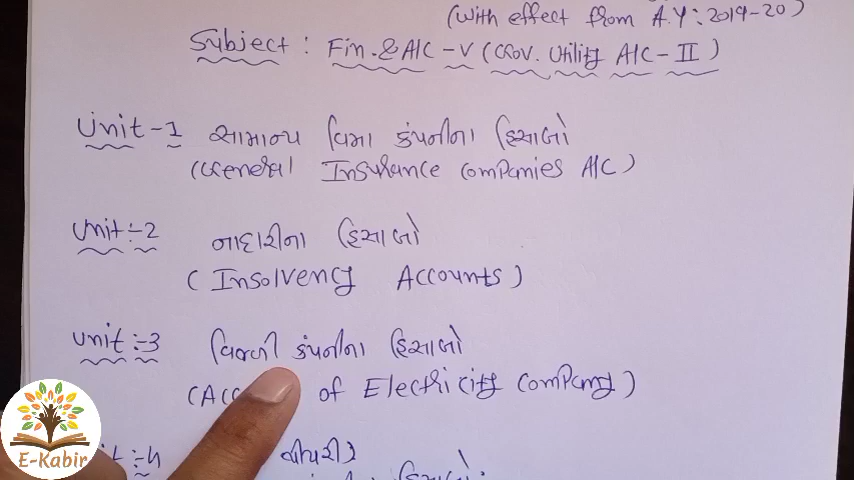 (With effect from A.Y: 2019-20)
Subject : Fin. & A/C - V (Gov. Utility A/C - II)
Unit - 1 સામાન્ય વિમા કંપનીના હિસાબો
(General Insurance Companies A/C)
Unit :- 2 નાદારીના હિસાબો
(Insolvency Accounts)
Unit :- 3 વિજળી કંપનીના હિસાબો
of Electricity Company)
:- 4
હિસાબો.
E-Kabir